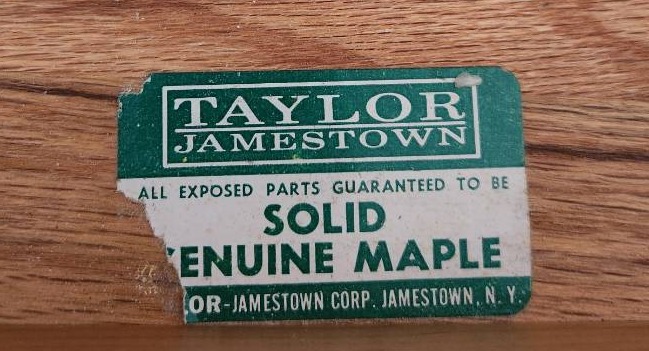 TAYLOR
JAMESTOWN
ALL EXPOSED PARTS GUARANTEED TO BE
SOLID
ENUINE MAPLE
OR-JAMESTOWN CORP. JAMESTOWN, N. Y.